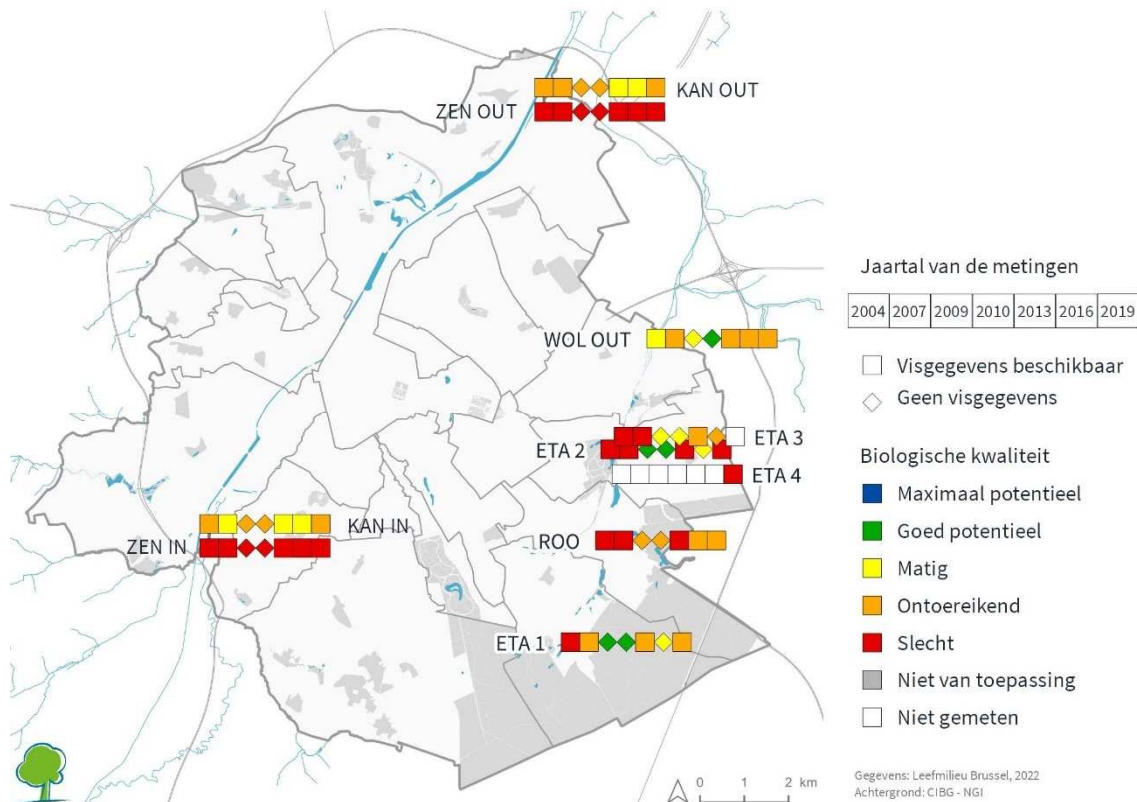 KAN OUT
ZEN OUT
WOL OUT
ETA 3
ETA 2
ETA 4
KAN IN
ZEN IN
ROO
ETA 1
Jaartal van de metingen
2004 2007 2009 2010 2013 2016 2019
Visgegevens beschikbaar
Geen visgegevens
Biologische kwaliteit
Maximaal potentieel
Goed potentieel
Matig
Ontoereikend
Slecht
Niet van toepassing
Niet gemeten
0 1 2 km
Gegevens: Leefmilieu Brussel, 2022
Achtergrond: CIBG - NGI